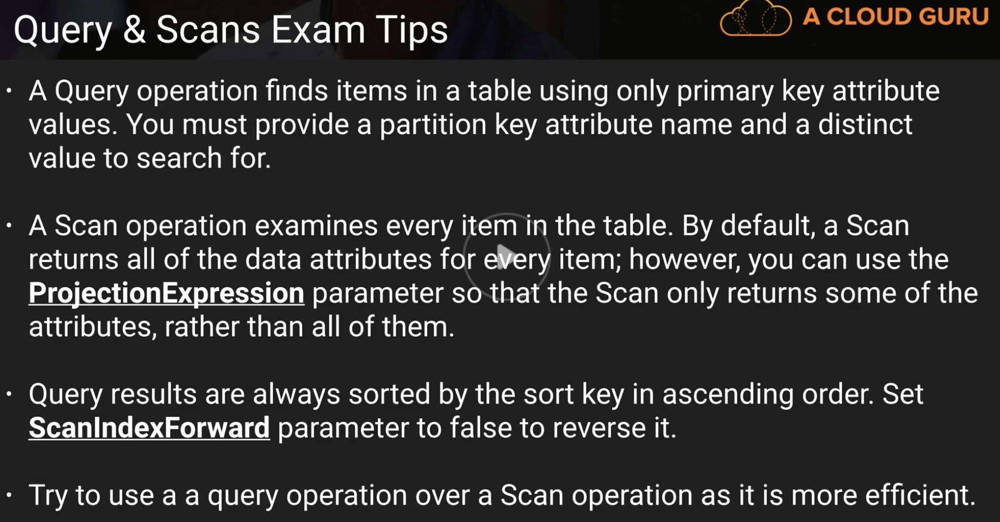 Query & Scans Exam Tips
A CLOUD GURU
· A Query operation finds items in a table using only primary key attribute
values. You must provide a partition key attribute name and a distinct
value to search for.
· A Scan operation examines every item in the table. By default, a Scan
returns all of the data attributes for every item; however, you can use the
ProjectionExpression parameter so that the Scan only returns some of the
attributes, rather than all of them.
· Query results are always sorted by the sort key in ascending order. Set
ScanIndexForward parameter to false to reverse it.
· Try to use a a query operation over a Scan operation as it is more efficient.